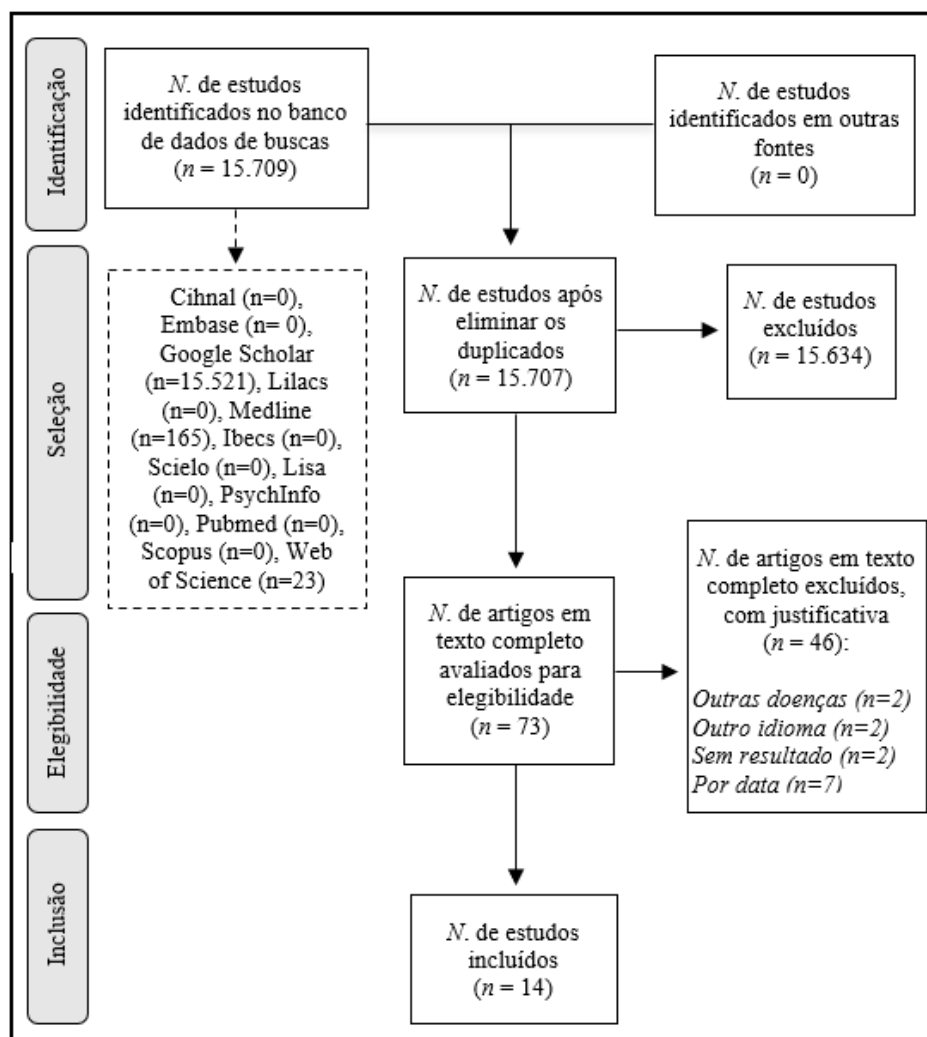 Identificação
N. de estudos
identificados no banco
de dados de buscas
(n = 15.709)
N. de estudos
identificados em outras
fontes
(n = 0)
Seleção
Cihnal (n=0),
Embase (n= 0),
Google Scholar
(n=15.521), Lilacs
(n=0), Medline
(n=165), Ibecs (n=0),
Scielo (n=0), Lisa
(n=0), PsychInfo
(n=0), Pubmed (n=0),
Scopus (n=0), Web
of Science (n=23)
N. de estudos após
eliminar os
duplicados
(n = 15.707)
N. de estudos
excluídos
(n = 15.634)
Elegibilidade
N. de artigos em
texto completo
avaliados para
elegibilidade
(n = 73)
N. de artigos em texto
completo excluídos,
com justificativa
(n = 46):
Outras doenças (n=2)
Outro idioma (n=2)
Sem resultado (n=2)
Por data (n=7)
Inclusão
N. de estudos
incluídos
(n = 14)